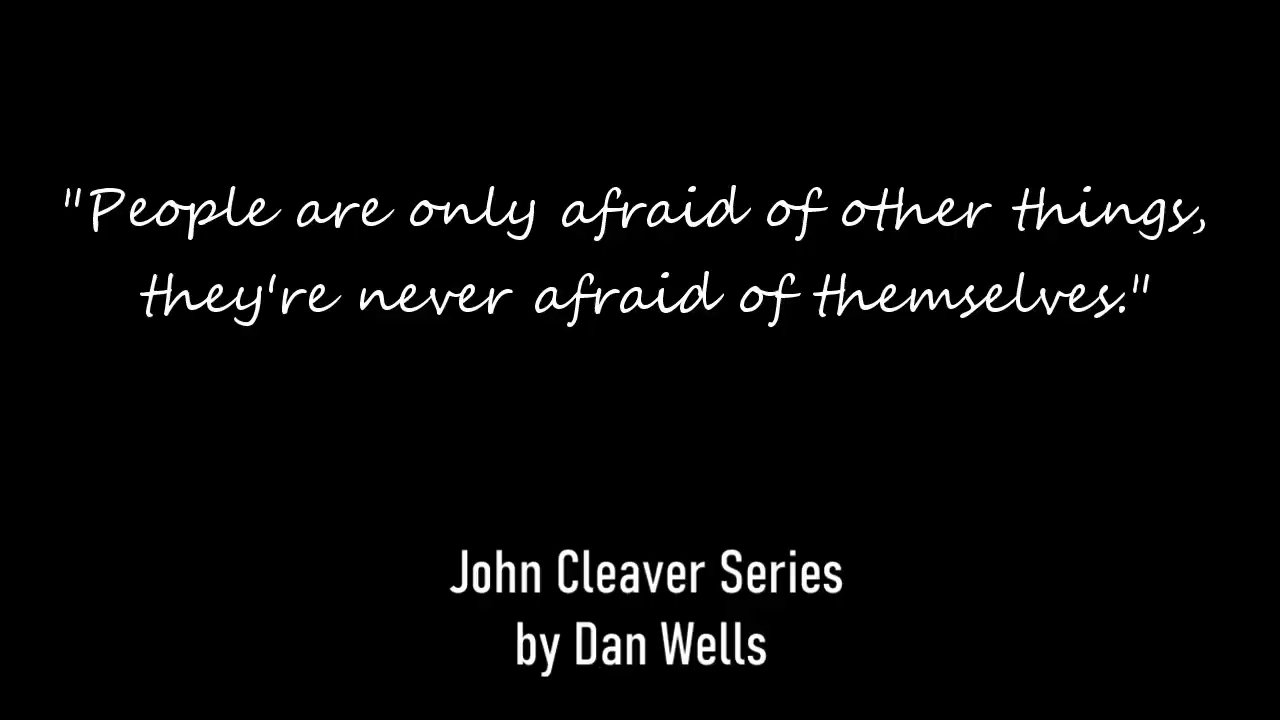 "People are only afraid of other things,
they're never afraid of themselves."
John Cleaver Series
by Dan Wells